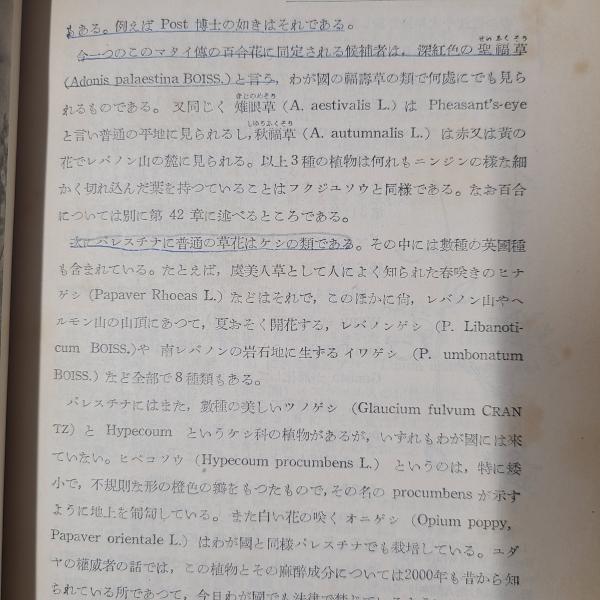 もある。例えば Post 博士の如きはそれである。
今一つのこのマタイ傳の百合花に同定される候補者は，深紅色の聖福草
(Adonis palaestina BOISS.)と言う，わが國の福壽草の類で何處にでも見ら
れるものである。又同じく 雉眼草 (A. aestivalis L.) は Pheasant's-eye
と言い普通の平地に見られるし，秋福草 (A. autumnalis L.) は赤又は黄の
花でレバノン山の麓に見られる。以上3種の植物は何れもニンジンの様な細
かく切れ込んだ葉を持つていることはフクジユソウと同樣である。なお百合
については別に第 42 章に述べるところである。
次にパレスチナに普通の草花はケシの類である。その中には數種の英國種
も含まれている。たとえば，虞美人草として人によく知られた春咲きのヒナ
ゲシ (Papaver Rhoeas L.) などはそれで，このほかに尙，レバノン山やヘ
ルモン山の山頂にあつて，夏おそく開花する，レバノンゲシ (P. Libanoti-
cum BOISS.)や 南レバノンの岩石地に生ずるイワゲシ (P. umbonatum
BOISS.) など全部で8種類もある。
パレスチナにはまた，數種の美しいツノゲシ (Glaucium fulvum CRAN
TZ) と Hypecoum というケシ科の植物があるが，いずれもわが國には來
ていない。ヒペコソウ (Hypecoum procumbens L.) というのは，特に矮
小で，不規則な形の橙色の瓣をもつたもので，その名の procumbens が示す
ように地上を匍匐している。また白い花の咲くオニゲシ (Opium poppy,
Papaver orientale L.) はわが國と同樣パレスチナでも栽培している。ユダ
ヤの權威者の話では，この植物とその麻醉成分については2000年も昔から知
られている所であつて，今日わが國でも法律で禁じている